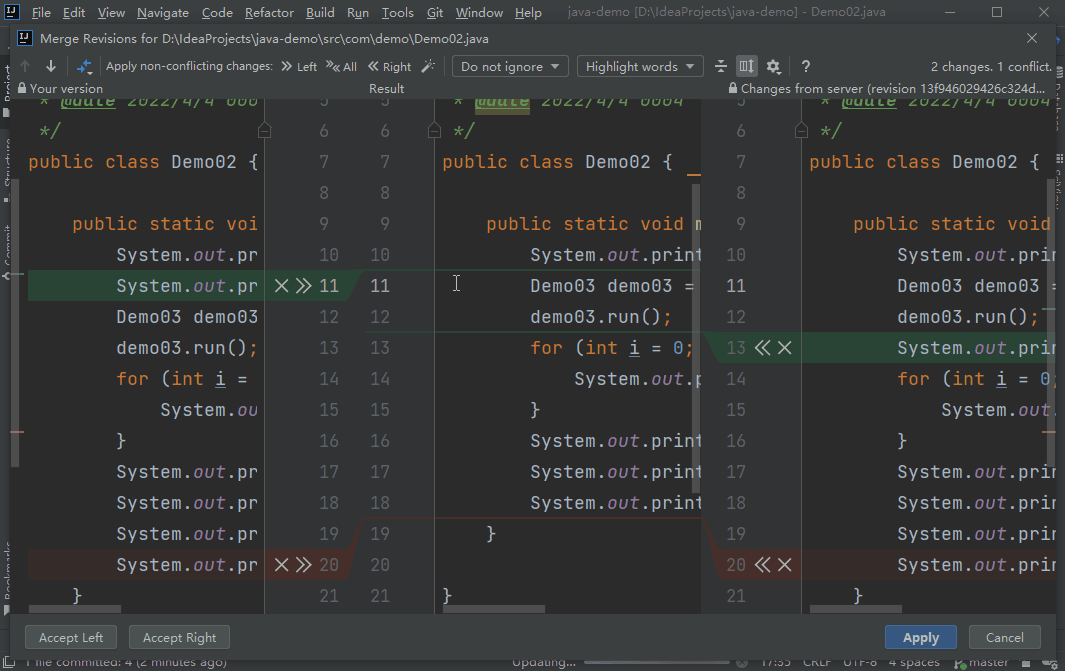 File Edit View Navigate Code Refactor Build Run Tools Git Window Help java-demo [D:\IdeaProjects\java-demo] - Demo02.java
Merge Revisions for D:\IdeaProjects\java-demo\src\com\demo\Demo02.java
Apply non-conflicting changes: Left All Right Do not ignore Highlight words ? 2 changes. 1 conflict.
Your version Result Changes from server (revision 13f946029426c324d...
* @date 2022/4/4 0004 5 5 * @date 2022/4/4 0004 5 * @date 2022/4/4 0004
*/ 6 6 */ 6 */
public class Demo02 { 7 7 public class Demo02 { 7 public class Demo02 {
8 8 8
public static voi 9 9 public static void m 9 public static void
System.out.pr 10 10 System.out.print 10 System.out.prin
System.out.pr 11 11 Demo03 demo03 = 11 Demo03 demo03 =
Demo03 demo03 12 12 demo03.run(); 12 demo03.run();
demo03.run(); 13 13 for (int i = 0; 13 System.out.prin
for (int i = 14 14 System.out.p 14 for (int i = 0;
System.ou 15 15 } 15 System.out.
} 16 16 System.out.print 16 }
System.out.pr 17 17 System.out.print 17 System.out.prin
System.out.pr 18 18 System.out.print 18 System.out.prin
System.out.pr 19 19 } 19 System.out.prin
System.out.pr 20 20 20 System.out.prin
} 21 21 } 21 }
Accept Left Accept Right Apply Cancel
1 file committed: 4 (2 minutes ago) Updating... 17:55 CRLF UTF-8 4 spaces master